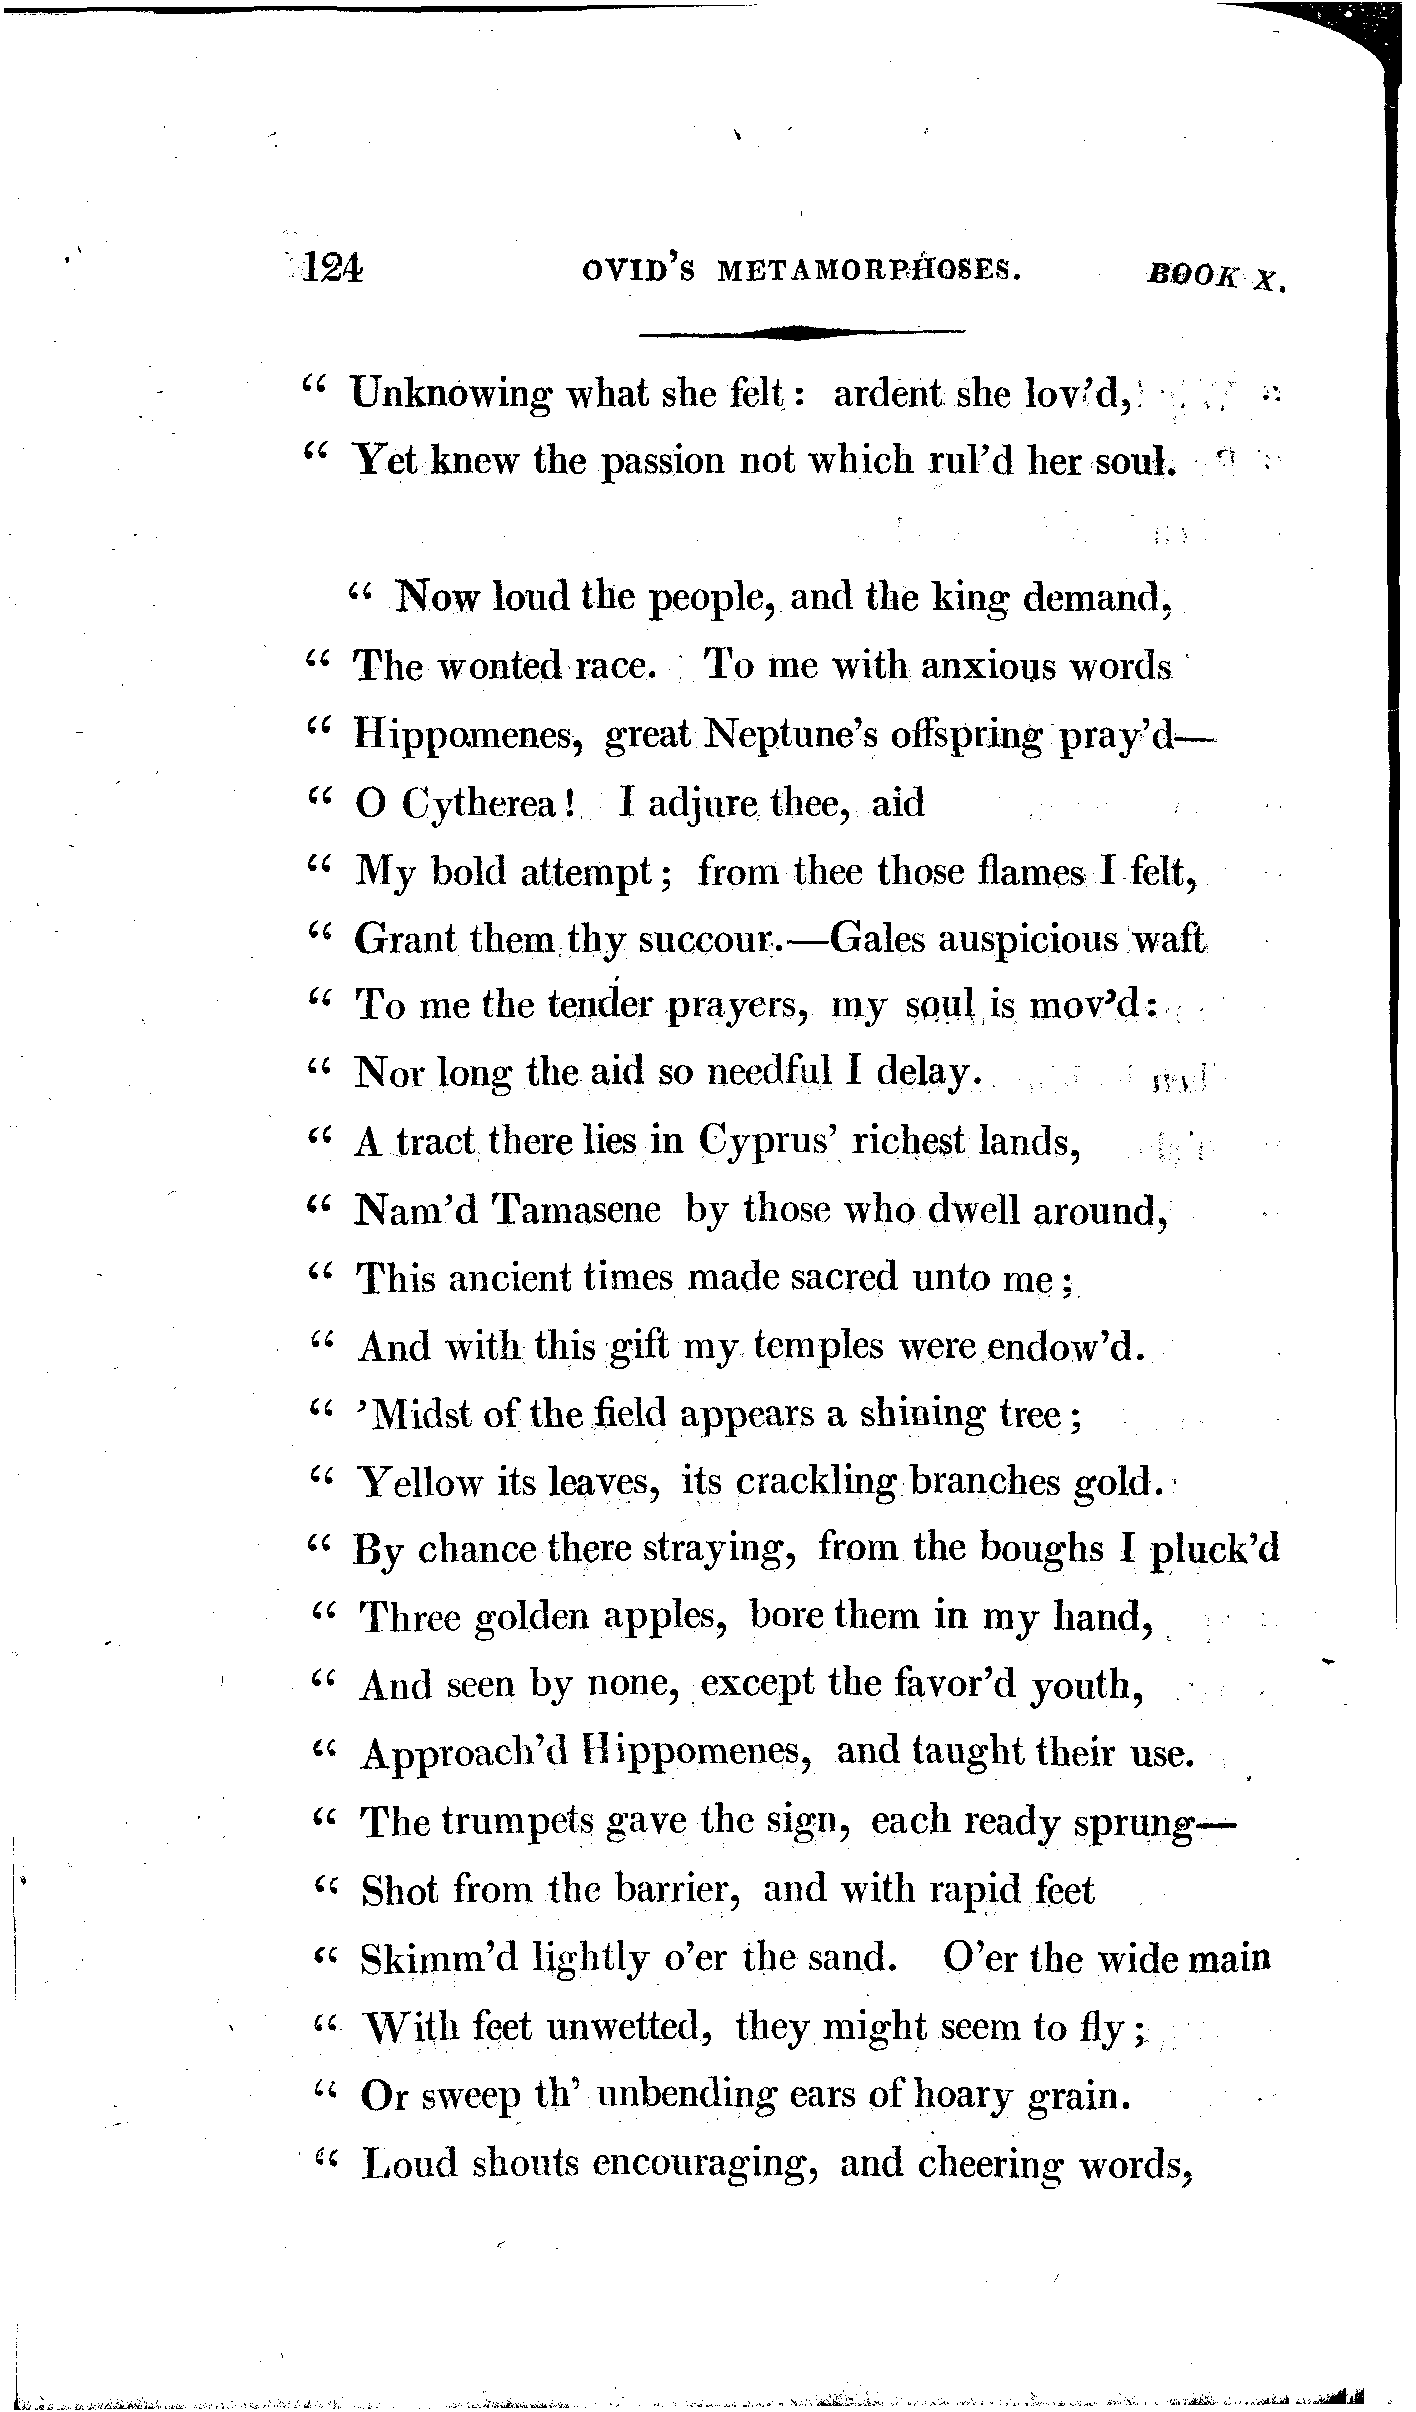 124 OVID'S METAMORPHOSES. BOOK X.
“ Unknowing what she felt: ardent she lov'd,
“ Yet knew the passion not which rul'd her soul.
“ Now loud the people, and the king demand,
“ The wonted race. To me with anxious words
“ Hippomenes, great Neptune's offspring pray'd—
“ O Cytherea! I adjure thee, aid
“ My bold attempt; from thee those flames I felt,
“ Grant them thy succour.—Gales auspicious waft
“ To me the tender prayers, my soul is mov'd:
“ Nor long the aid so needful I delay.
“ A tract there lies in Cyprus' richest lands,
“ Nam'd Tamasene by those who dwell around,
“ This ancient times made sacred unto me;
“ And with this gift my temples were endow'd.
“ 'Midst of the field appears a shining tree;
“ Yellow its leaves, its crackling branches gold.
“ By chance there straying, from the boughs I pluck'd
“ Three golden apples, bore them in my hand,
“ And seen by none, except the favor'd youth,
“ Approach'd Hippomenes, and taught their use.
“ The trumpets gave the sign, each ready sprung—
“ Shot from the barrier, and with rapid feet
“ Skimm'd lightly o'er the sand. O'er the wide main
“ With feet unwetted, they might seem to fly;
“ Or sweep th' unbending ears of hoary grain.
“ Loud shouts encouraging, and cheering words,